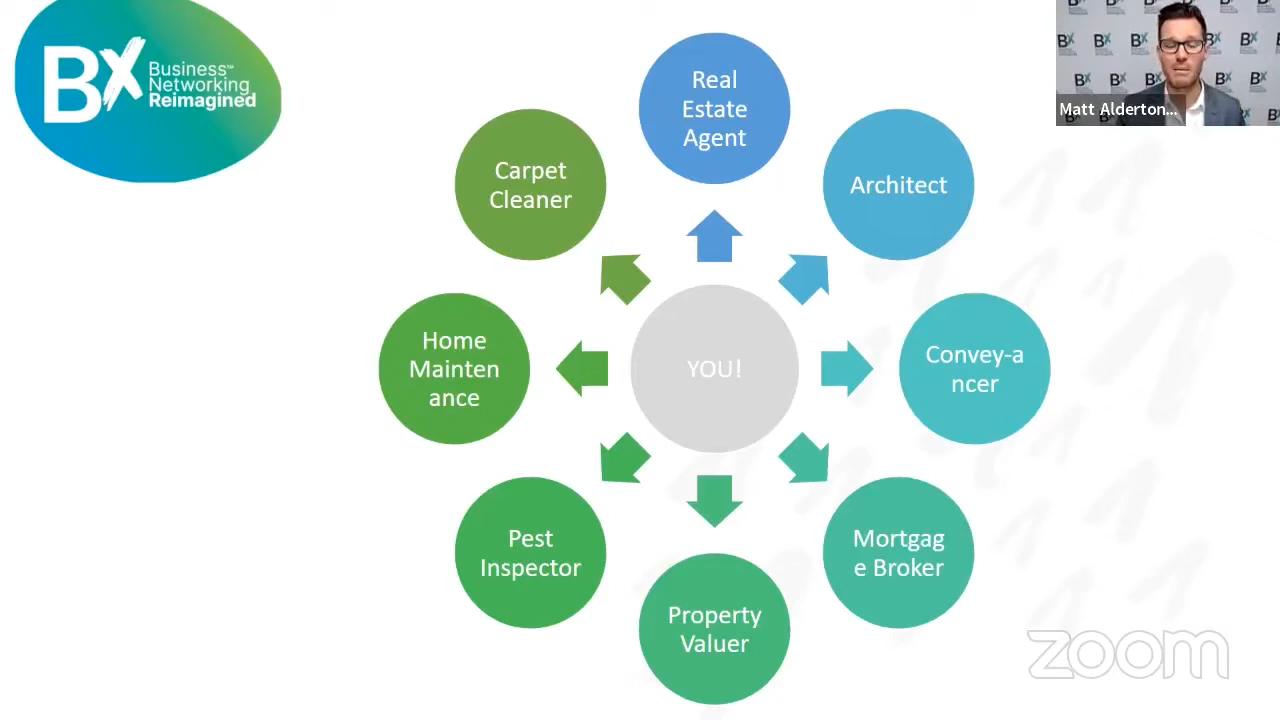 BX Business™
Networking
Reimagined
Matt Alderton...
Real
Estate
Agent
Architect
Convey-a
ncer
Mortgag
e Broker
Property
Valuer
Pest
Inspector
Home
Mainten
ance
Carpet
Cleaner
YOU!
zoom